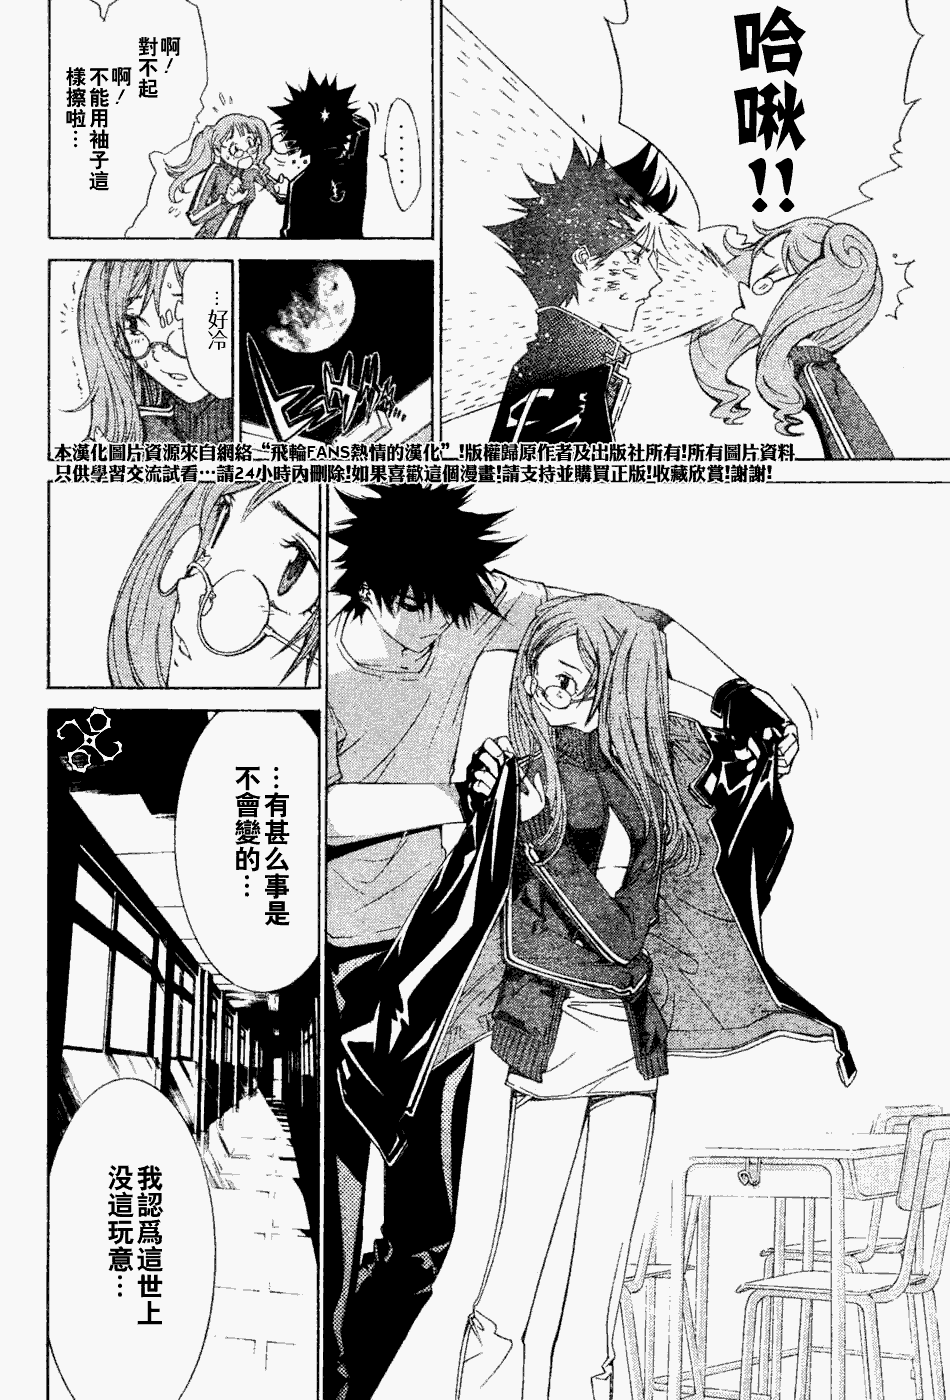 哈啾!!
‥‥‥
啊!
對不起
啊!
不能用袖子這
樣擦啦…
…好冷
本漢化圖片資源來自網絡“飛輪FANS熱情的漢化”!版權歸原作者及出版社所有!所有圖片資料
只供學習交流試看…請24小時內刪除!如果喜歡這個漫畫!請支持並購買正版!收藏欣賞!謝謝!
…有甚么事是
不會變的…
我認爲這世上
没這玩意…